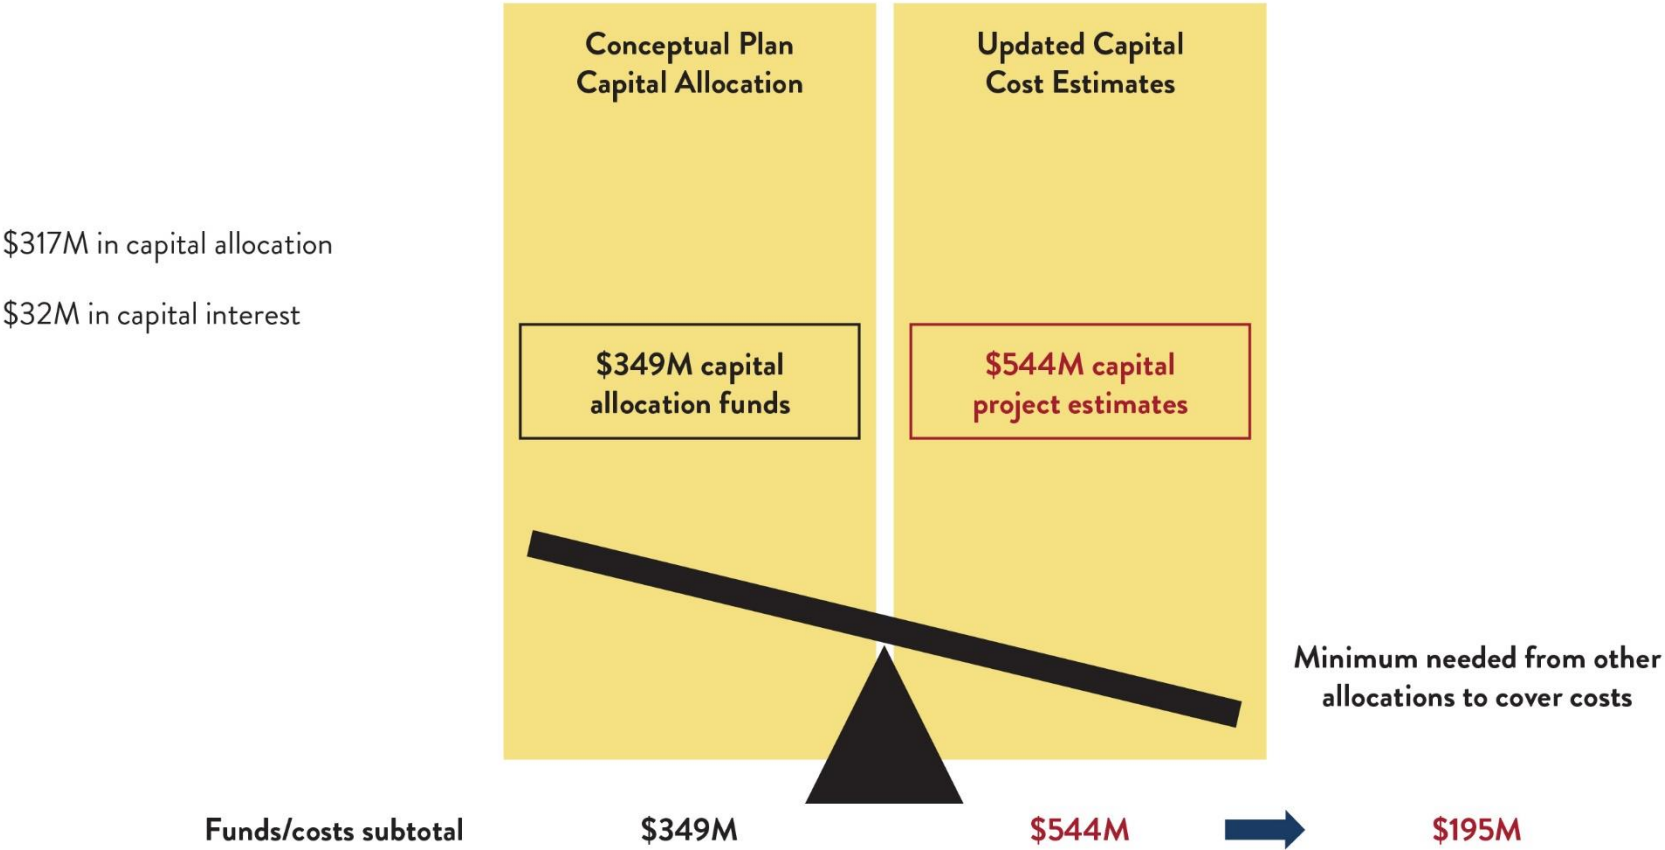 Conceptual Plan
Capital Allocation
Updated Capital
Cost Estimates
$317M in capital allocation
$32M in capital interest
$349M capital
allocation funds
$544M capital
project estimates
Minimum needed from other
allocations to cover costs
Funds/costs subtotal
$349M
$544M
$195M